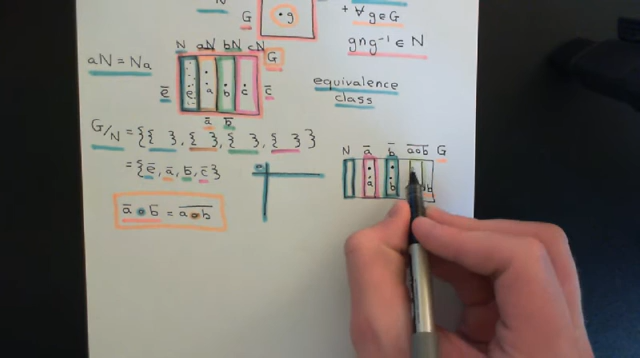 N
G
•g
+ ∀g∈G
gng⁻¹ ∈ N
aN = Na
N aN bN cN G
e̅ e a b c c̅
a̅ b̅
equivalence
class
G/N = {{ }, { }, { }, { }}
= {e̅, a̅, b̅, c̅}
a̅ ∘ b̅ = a∘b̅
∘
N a̅ b̅ a∘b̅ G
a b b